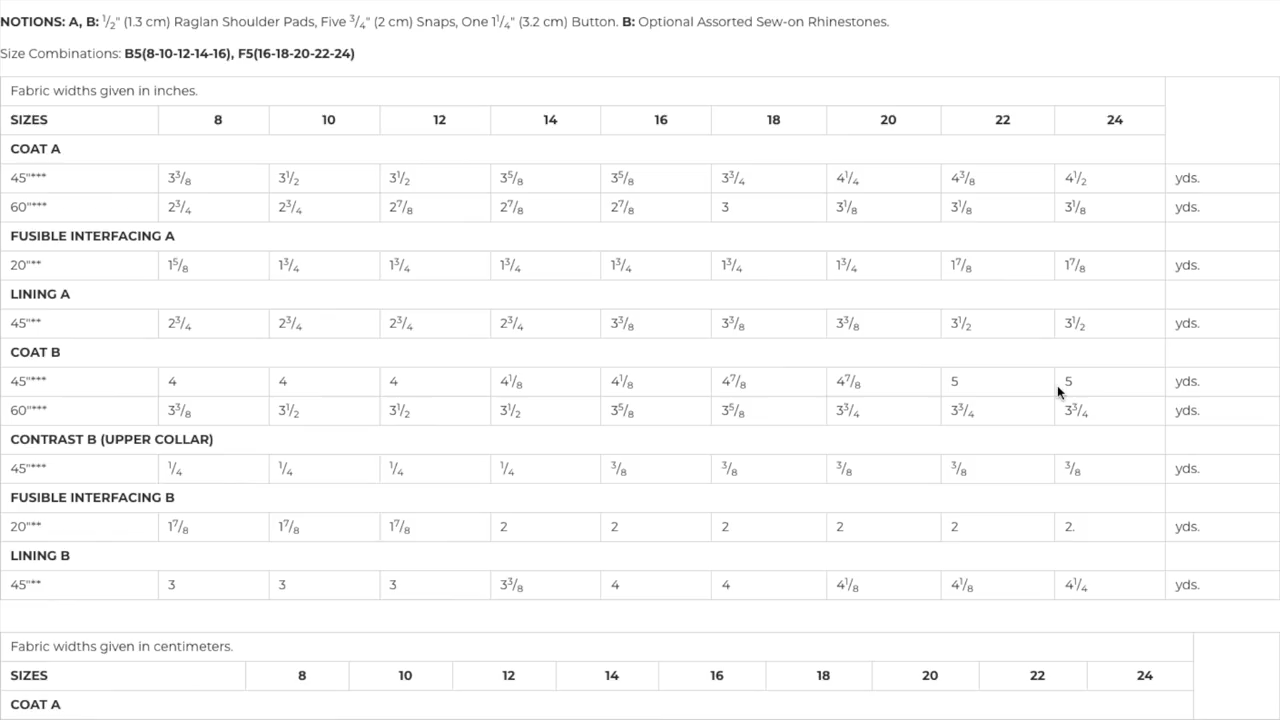 NOTIONS: A, B: 1/2" (1.3 cm) Raglan Shoulder Pads, Five 3/4" (2 cm) Snaps, One 1 1/4" (3.2 cm) Button. B: Optional Assorted Sew-on Rhinestones.
Size Combinations: B5(8-10-12-14-16), F5(16-18-20-22-24)
Fabric widths given in inches.
SIZES 8 10 12 14 16 18 20 22 24
COAT A
45"*** 3 3/8 3 1/2 3 1/2 3 5/8 3 5/8 3 3/4 4 1/4 4 3/8 4 1/2 yds.
60"*** 2 3/4 2 3/4 2 7/8 2 7/8 2 7/8 3 3 1/8 3 1/8 3 1/8 yds.
FUSIBLE INTERFACING A
20"** 1 5/8 1 3/4 1 3/4 1 3/4 1 3/4 1 3/4 1 3/4 1 7/8 1 7/8 yds.
LINING A
45"** 2 3/4 2 3/4 2 3/4 2 3/4 3 3/8 3 3/8 3 3/8 3 1/2 3 1/2 yds.
COAT B
45"*** 4 4 4 4 1/8 4 1/8 4 7/8 4 7/8 5 5 yds.
60"*** 3 3/8 3 1/2 3 1/2 3 1/2 3 5/8 3 5/8 3 3/4 3 3/4 3 3/4 yds.
CONTRAST B (UPPER COLLAR)
45"*** 1/4 1/4 1/4 1/4 3/8 3/8 3/8 3/8 3/8 yds.
FUSIBLE INTERFACING B
20"** 1 7/8 1 7/8 1 7/8 2 2 2 2 2 2. yds.
LINING B
45"** 3 3 3 3 3/8 4 4 4 1/8 4 1/8 4 1/4 yds.
Fabric widths given in centimeters.
SIZES 8 10 12 14 16 18 20 22 24
COAT A